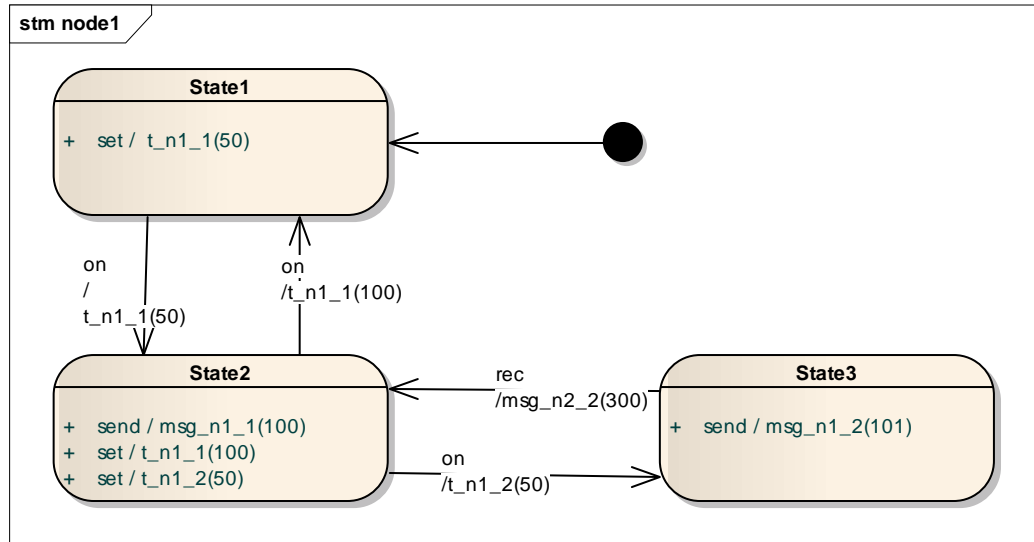 stm node1
State1
+ set / t_n1_1(50)
on
/
t_n1_1(50)
on
/t_n1_1(100)
State2
+ send / msg_n1_1(100)
+ set / t_n1_1(100)
+ set / t_n1_2(50)
rec
/msg_n2_2(300)
on
/t_n1_2(50)
State3
+ send / msg_n1_2(101)